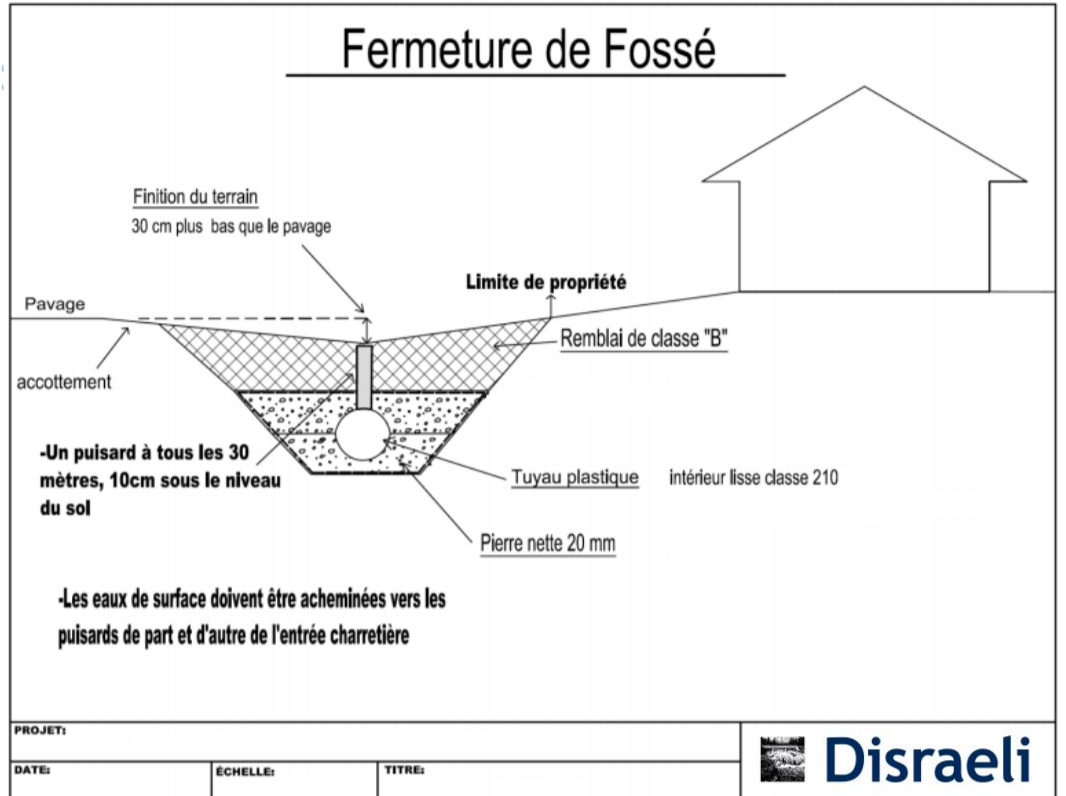 Fermeture de Fossé
Finition du terrain
30 cm plus bas que le pavage
Limite de propriété
Pavage
Remblai de classe "B"
accottement
-Un puisard à tous les 30
mètres, 10cm sous le niveau
du sol
Tuyau plastique intérieur lisse classe 210
Pierre nette 20 mm
-Les eaux de surface doivent être acheminées vers les
puisards de part et d'autre de l'entrée charretière
PROJET:
DATE:
ÉCHELLE:
TITRE:
Disraeli